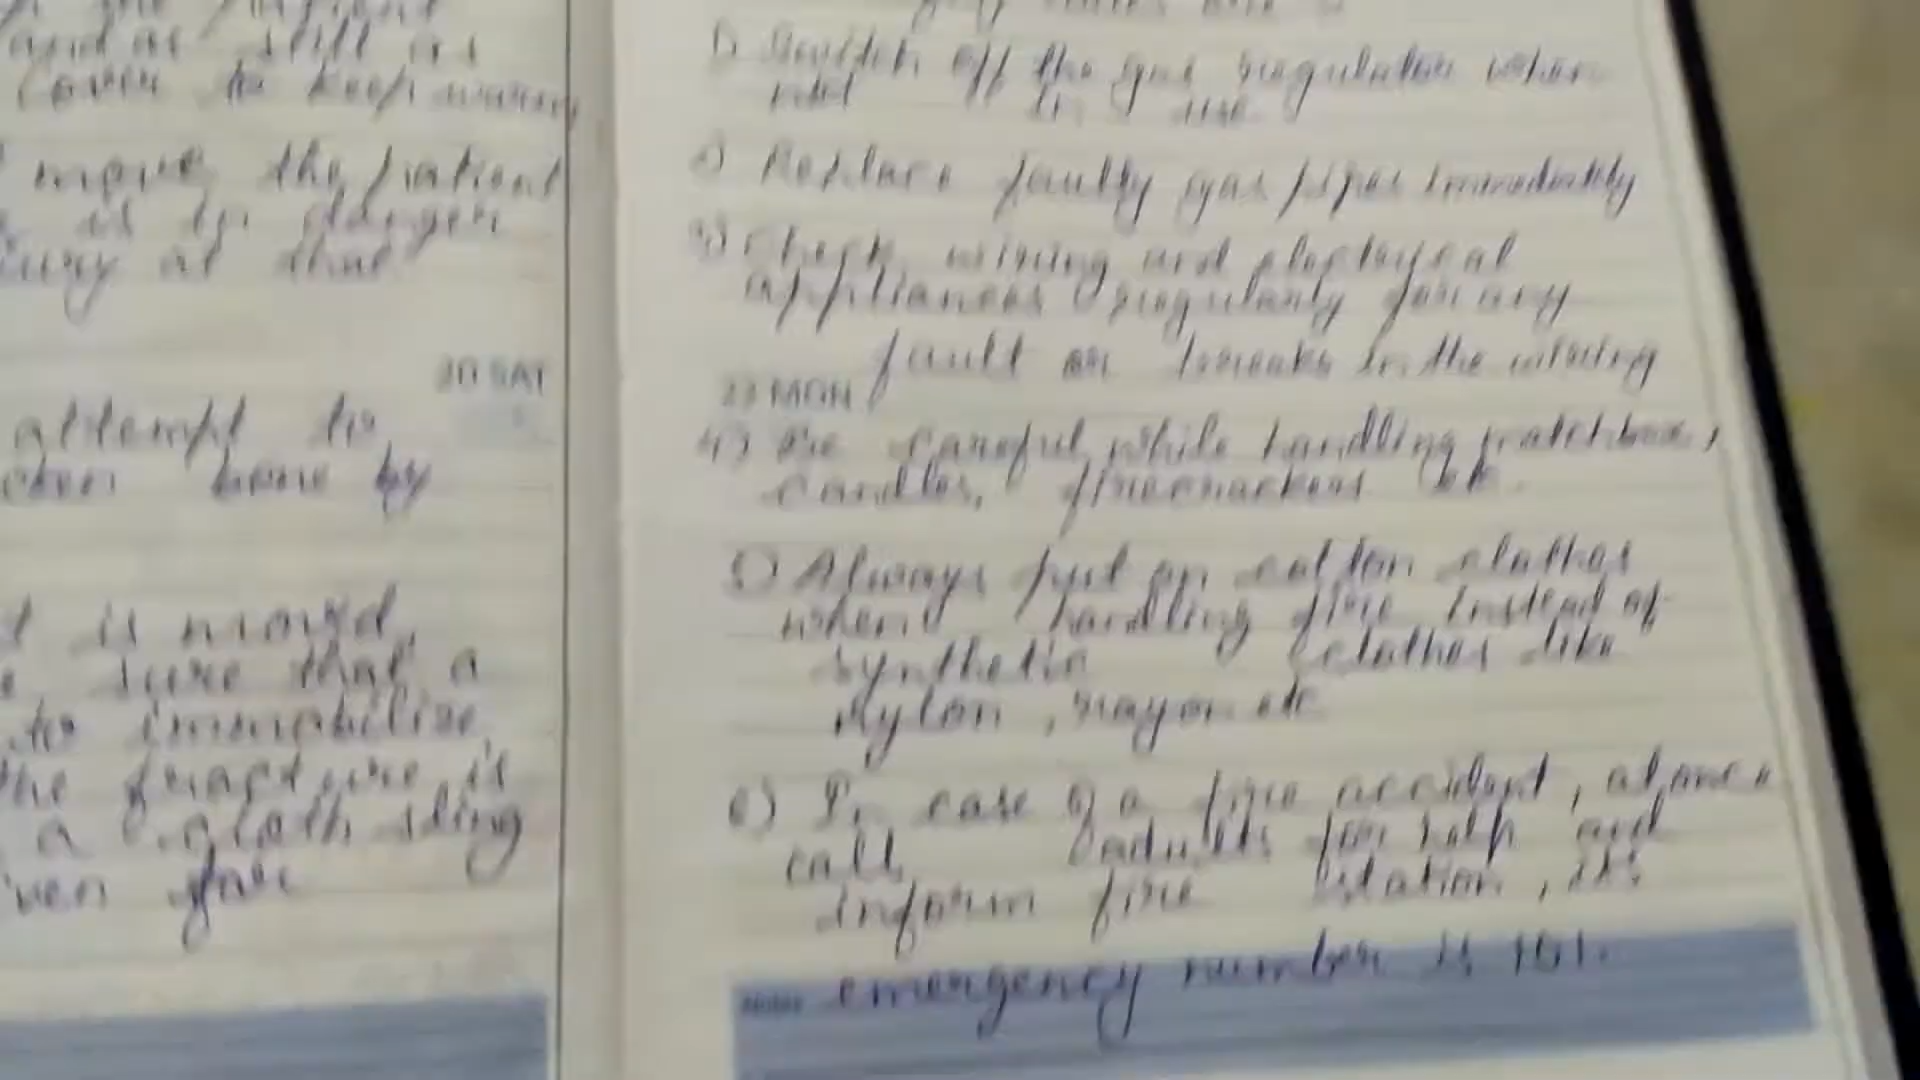 and as still as
cover to keep warm
move the patient
is in danger
at that
20 SAT
attempt to
bone by
is moved,
sure that a
to immobilize
the fracture is
a cloth sling
1) Switch off the gas regulator when
not in use
2) Replace faulty gas pipes immediately
3) Check wiring and electrical
appliances regularly for any
fault or breaks in the wiring
MON
4) Be careful while handling matchbox,
candles, firecrackers etc.
5) Always put on cotton clothes
when handling fire instead of
synthetic clothes like
nylon, rayon etc
6) In case of a fire accident, at once
call adults for help and
inform fire station, it's
emergency number is 101.